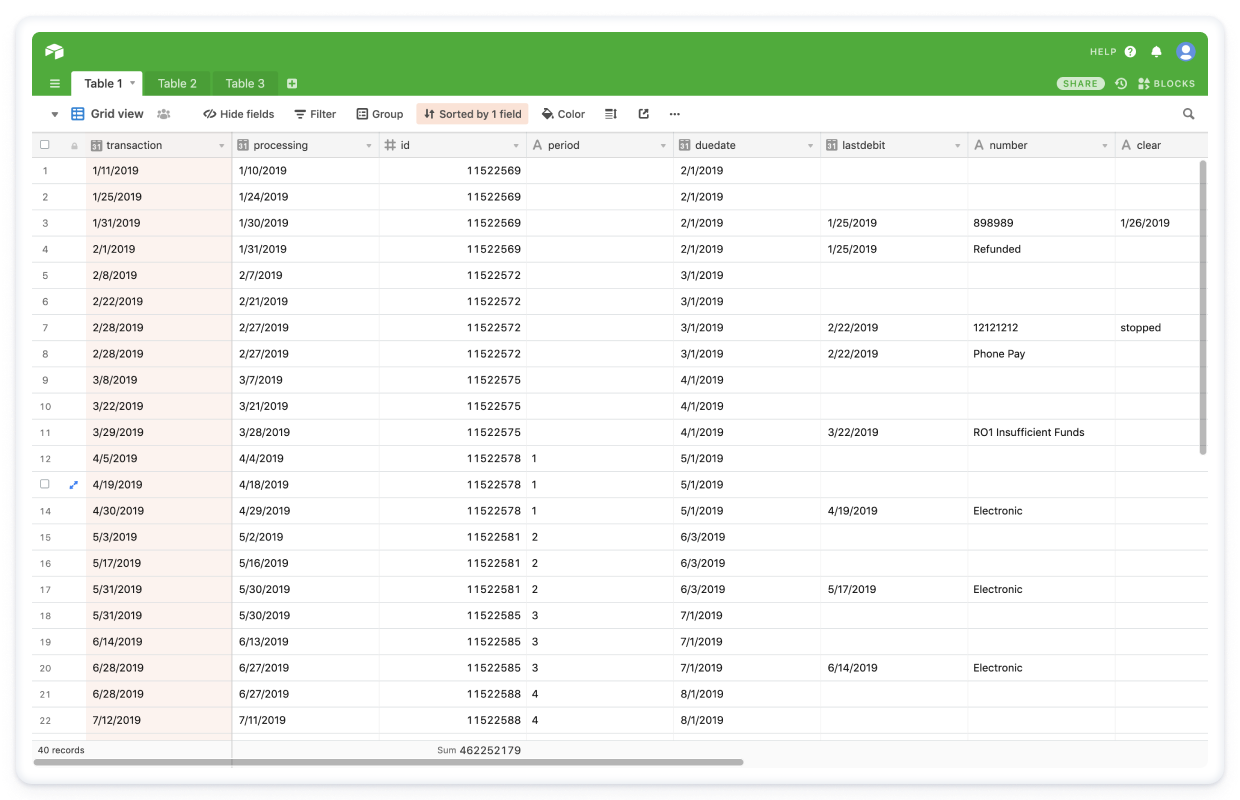 HELP ?
Table 1 Table 2 Table 3 SHARE BLOCKS
Grid view Hide fields Filter Group Sorted by 1 field Color
31 transaction 31 processing id A period 31 duedate 31 lastdebit A number A clear
1 1/11/2019 1/10/2019 11522569 2/1/2019
2 1/25/2019 1/24/2019 11522569 2/1/2019
3 1/31/2019 1/30/2019 11522569 2/1/2019 1/25/2019 898989 1/26/2019
4 2/1/2019 1/31/2019 11522569 2/1/2019 1/25/2019 Refunded
5 2/8/2019 2/7/2019 11522572 3/1/2019
6 2/22/2019 2/21/2019 11522572 3/1/2019
7 2/28/2019 2/27/2019 11522572 3/1/2019 2/22/2019 12121212 stopped
8 2/28/2019 2/27/2019 11522572 3/1/2019 2/22/2019 Phone Pay
9 3/8/2019 3/7/2019 11522575 4/1/2019
10 3/22/2019 3/21/2019 11522575 4/1/2019
11 3/29/2019 3/28/2019 11522575 4/1/2019 3/22/2019 RO1 Insufficient Funds
12 4/5/2019 4/4/2019 11522578 1 5/1/2019
4/19/2019 4/18/2019 11522578 1 5/1/2019
14 4/30/2019 4/29/2019 11522578 1 5/1/2019 4/19/2019 Electronic
15 5/3/2019 5/2/2019 11522581 2 6/3/2019
16 5/17/2019 5/16/2019 11522581 2 6/3/2019
17 5/31/2019 5/30/2019 11522581 2 6/3/2019 5/17/2019 Electronic
18 5/31/2019 5/30/2019 11522585 3 7/1/2019
19 6/14/2019 6/13/2019 11522585 3 7/1/2019
20 6/28/2019 6/27/2019 11522585 3 7/1/2019 6/14/2019 Electronic
21 6/28/2019 6/27/2019 11522588 4 8/1/2019
22 7/12/2019 7/11/2019 11522588 4 8/1/2019
40 records Sum 462252179